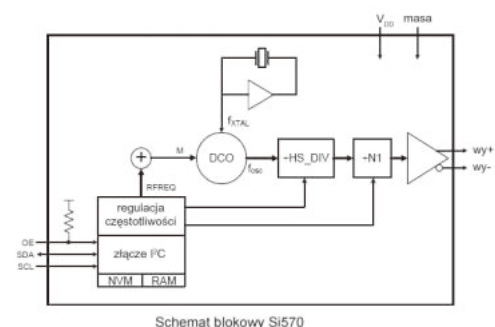 V_DD masa
f_XTAL
M
DCO
f_osc
÷HS_DIV
÷N1
wy+
wy-
RFREQ
regulacja
częstotliwości
OE
SDA
SCL
złącze I²C
NVM RAM
Schemat blokowy Si570